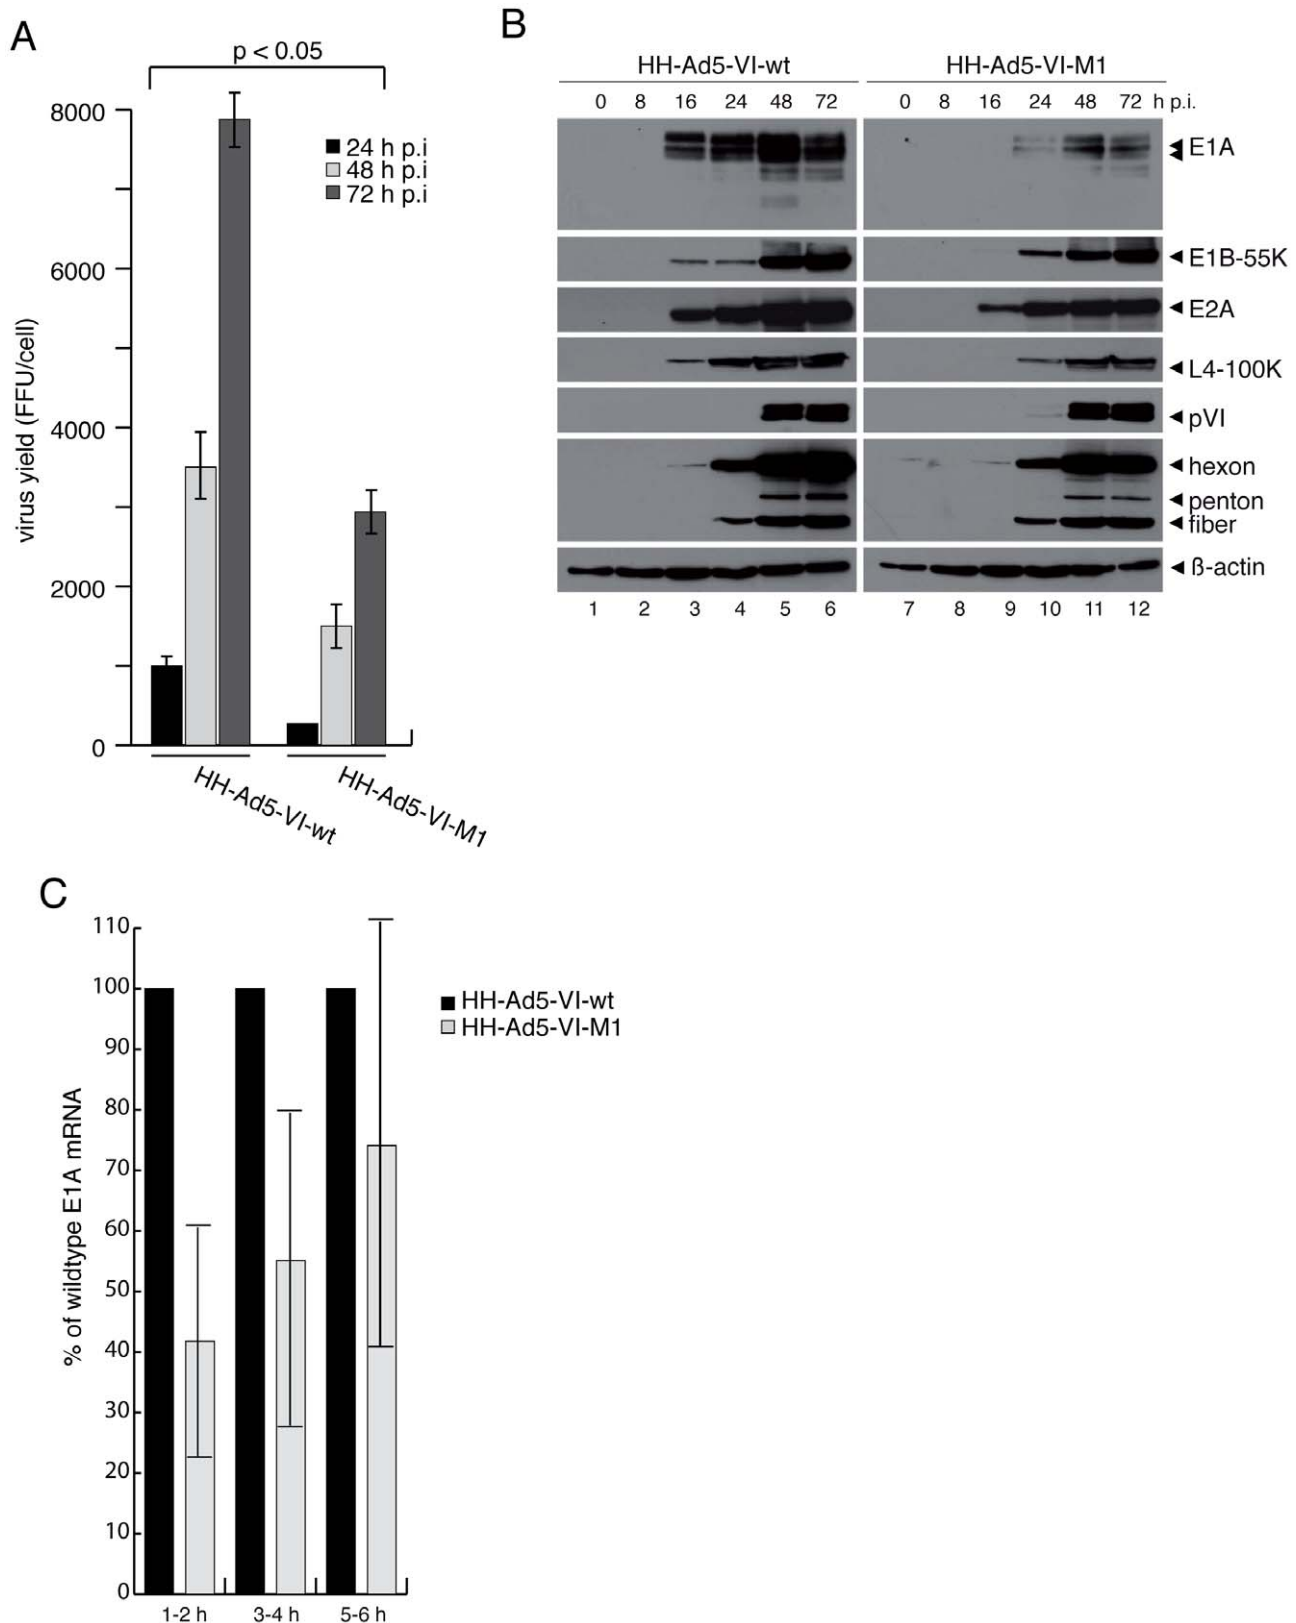 A
p < 0.05
8000
6000
4000
2000
0
virus yield (FFU/cell)
24 h p.i
48 h p.i
72 h p.i
HH-Ad5-VI-wt
HH-Ad5-VI-M1
B
HH-Ad5-VI-wt HH-Ad5-VI-M1
0 8 16 24 48 72 0 8 16 24 48 72 h p.i.
E1A
E1B-55K
E2A
L4-100K
pVI
hexon
penton
fiber
ß-actin
1 2 3 4 5 6 7 8 9 10 11 12
C
110
100
90
80
70
60
50
40
30
20
10
0
% of wildtype E1A mRNA
HH-Ad5-VI-wt
HH-Ad5-VI-M1
1-2 h 3-4 h 5-6 h